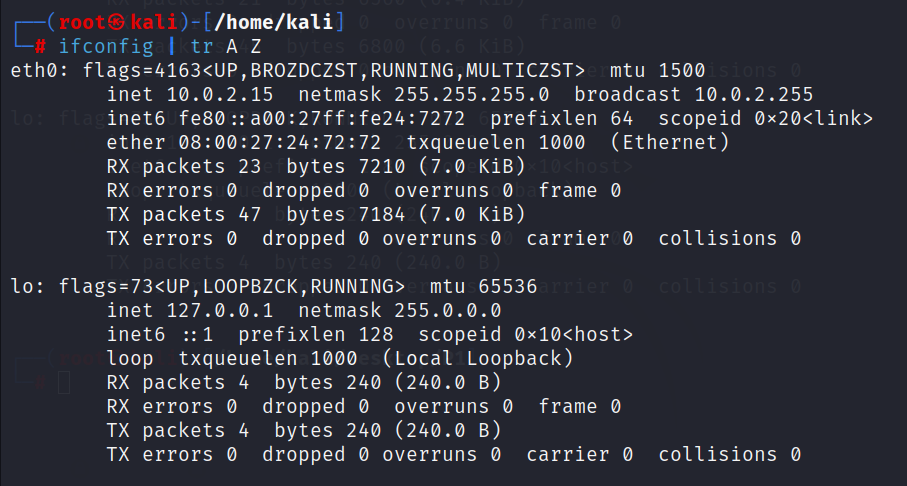 ┌──(root㉿kali)-[/home/kali]
└─# ifconfig | tr A Z
eth0: flags=4163<UP,BROZDCZST,RUNNING,MULTICZST>  mtu 1500
        inet 10.0.2.15  netmask 255.255.255.0  broadcast 10.0.2.255
        inet6 fe80::a00:27ff:fe24:7272  prefixlen 64  scopeid 0x20<link>
        ether 08:00:27:24:72:72  txqueuelen 1000  (Ethernet)
        RX packets 23  bytes 7210 (7.0 KiB)
        RX errors 0  dropped 0  overruns 0  frame 0
        TX packets 47  bytes 7184 (7.0 KiB)
        TX errors 0  dropped 0 overruns 0  carrier 0  collisions 0

lo: flags=73<UP,LOOPBZCK,RUNNING>  mtu 65536
        inet 127.0.0.1  netmask 255.0.0.0
        inet6 ::1  prefixlen 128  scopeid 0x10<host>
        loop  txqueuelen 1000  (Local Loopback)
        RX packets 4  bytes 240 (240.0 B)
        RX errors 0  dropped 0  overruns 0  frame 0
        TX packets 4  bytes 240 (240.0 B)
        TX errors 0  dropped 0 overruns 0  carrier 0  collisions 0